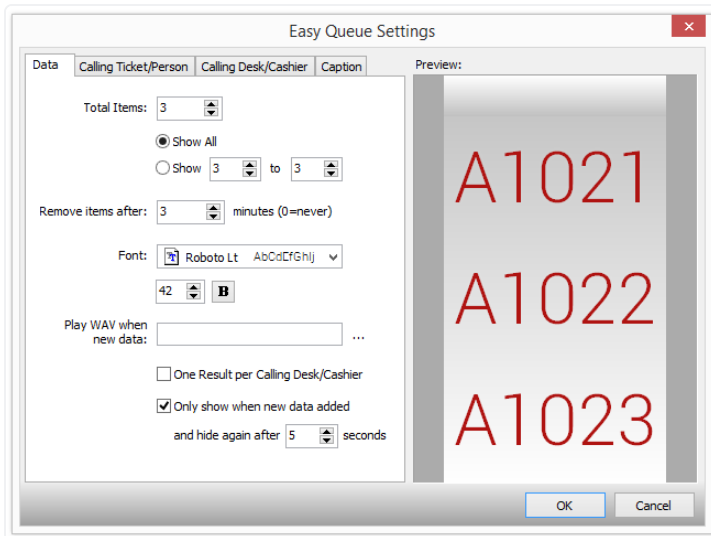 Easy Queue Settings
Data Calling Ticket/Person Calling Desk/Cashier Caption
Preview:
Total Items: 3
Show All
Show 3 to 3
Remove items after: 3 minutes (0=never)
Font: Roboto Lt AbCdEfGhIj
42 B
Play WAV when
new data: ...
One Result per Calling Desk/Cashier
Only show when new data added
and hide again after 5 seconds
A1021
A1022
A1023
OK Cancel